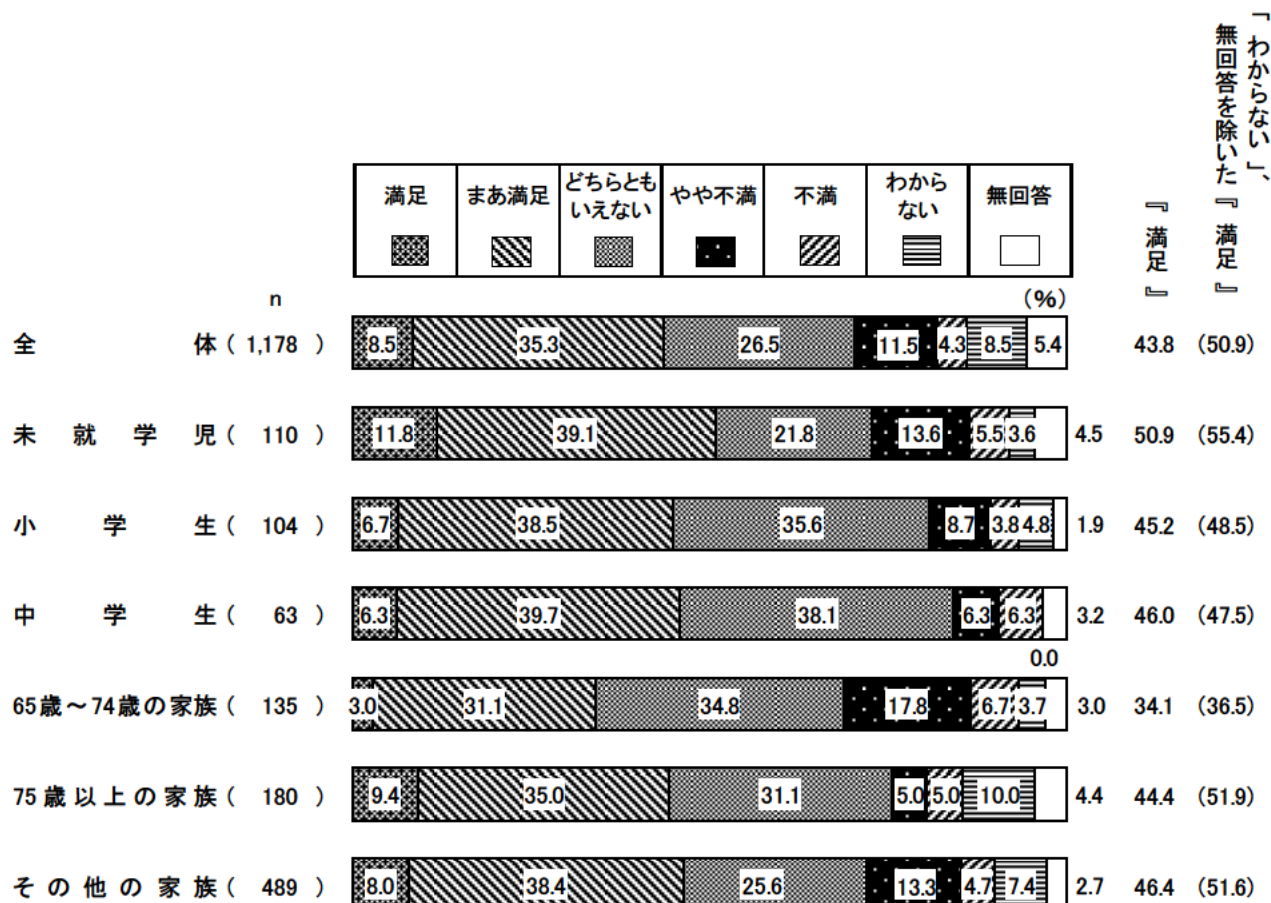 「わからない」、
無回答を除いた『満足』
『満足』
満足 まあ満足 どちらとも やや不満 不満 わから 無回答
いえない ない
n (%)
全体( 1,178 ) 8.5 35.3 26.5 11.5 4.3 8.5 5.4 43.8 (50.9)
未就学児( 110 ) 11.8 39.1 21.8 13.6 5.5 3.6 4.5 50.9 (55.4)
小学生( 104 ) 6.7 38.5 35.6 8.7 3.8 4.8 1.9 45.2 (48.5)
中学生( 63 ) 6.3 39.7 38.1 6.3 6.3 3.2 46.0 (47.5)
0.0
65歳～74歳の家族( 135 ) 3.0 31.1 34.8 17.8 6.7 3.7 3.0 34.1 (36.5)
75歳以上の家族( 180 ) 9.4 35.0 31.1 5.0 5.0 10.0 4.4 44.4 (51.9)
その他の家族( 489 ) 8.0 38.4 25.6 13.3 4.7 7.4 2.7 46.4 (51.6)